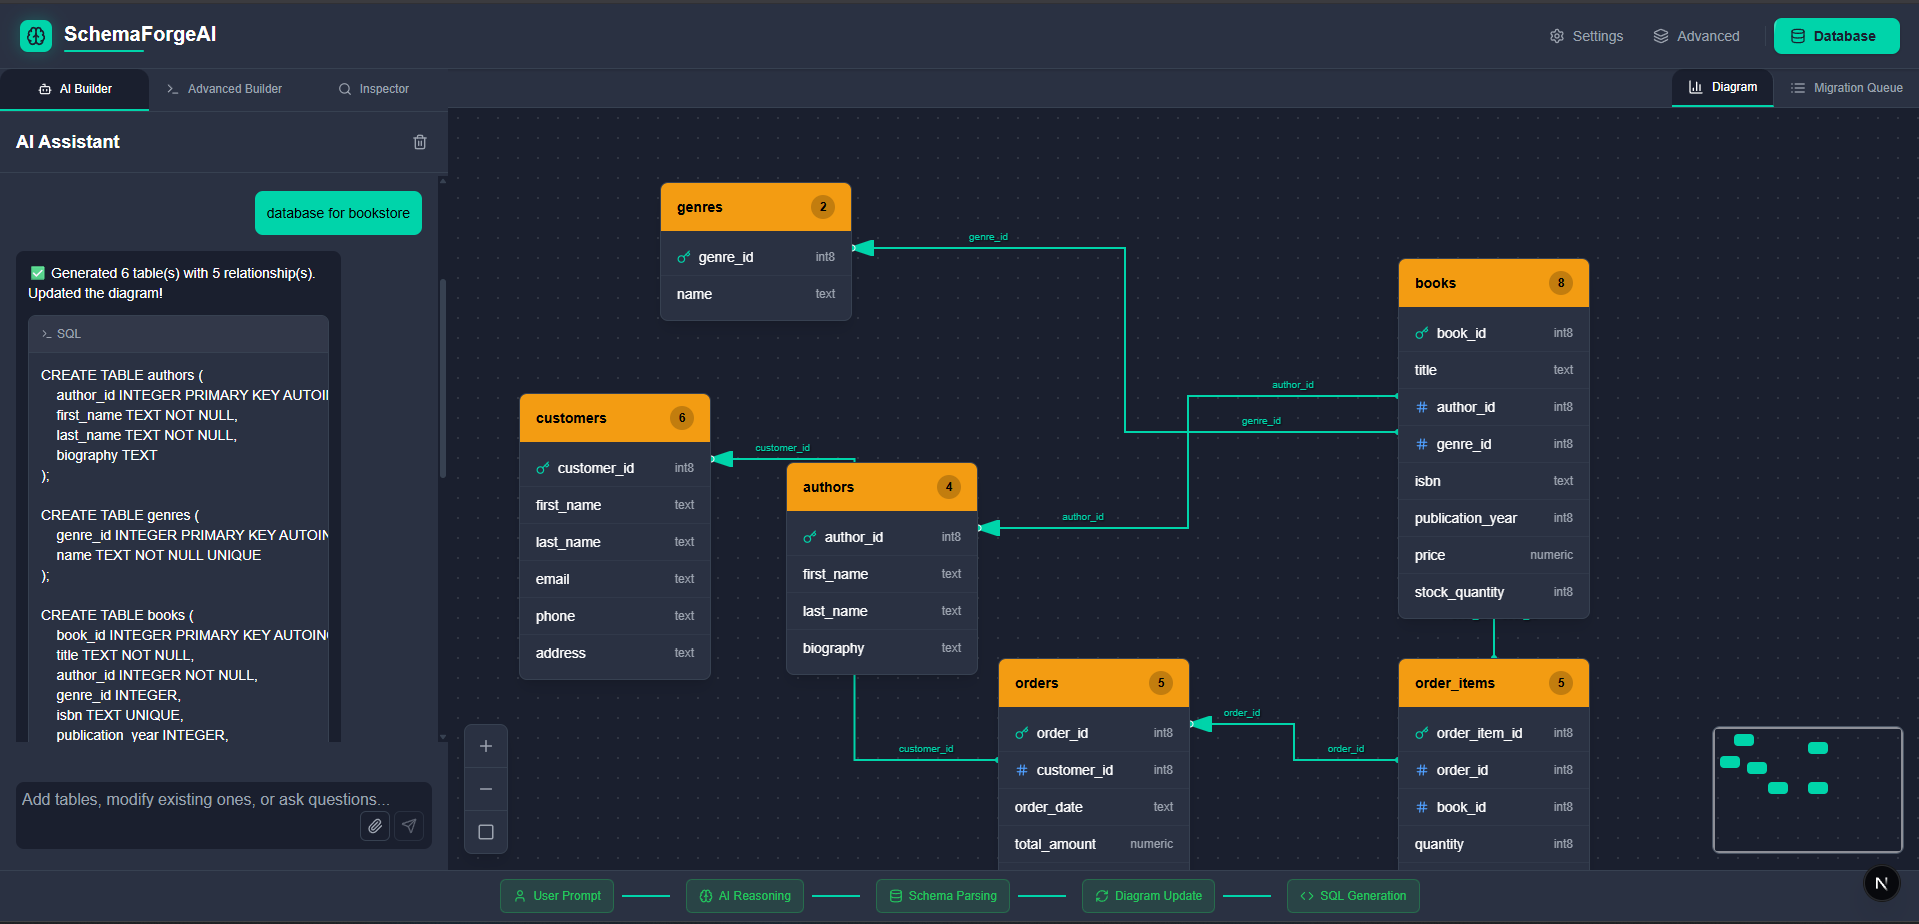 SchemaForgeAI
Settings
Advanced
Database
AI Builder
Advanced Builder
Inspector
Diagram
Migration Queue
AI Assistant
database for bookstore
✅ Generated 6 table(s) with 5 relationship(s).
Updated the diagram!
>_ SQL
CREATE TABLE authors (
author_id INTEGER PRIMARY KEY
first_name TEXT NOT NULL,
last_name TEXT NOT NULL,
biography TEXT
);
CREATE TABLE genres (
genre_id INTEGER PRIMARY KEY
name TEXT NOT NULL UNIQUE
);
CREATE TABLE books (
book_id INTEGER PRIMARY KEY
title TEXT NOT NULL,
author_id INTEGER NOT NULL,
genre_id INTEGER,
isbn TEXT UNIQUE,
publication_year INTEGER,
Add tables, modify existing ones, or ask questions...
genres 2
genre_id int8
name text
customers 6
customer_id int8
first_name text
last_name text
email text
phone text
address text
authors 4
author_id int8
first_name text
last_name text
biography text
books 8
book_id int8
title text
# author_id int8
# genre_id int8
isbn text
publication_year int8
price numeric
stock_quantity int8
orders 5
order_id int8
# customer_id int8
order_date text
total_amount numeric
order_items 5
order_item_id int8
# order_id int8
# book_id int8
quantity int8
genre_id
author_id
genre_id
customer_id
author_id
order_id
customer_id
order_id
User Prompt
AI Reasoning
Schema Parsing
Diagram Update
SQL Generation
N